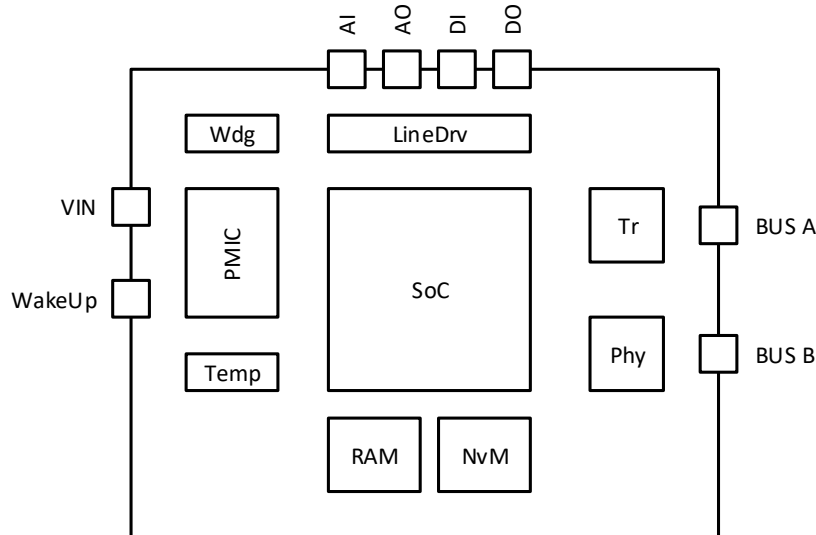 AI
AO
DI
DO
Wdg
LineDrv
VIN
PMIC
SoC
Tr
BUS A
WakeUp
Temp
Phy
BUS B
RAM
NvM